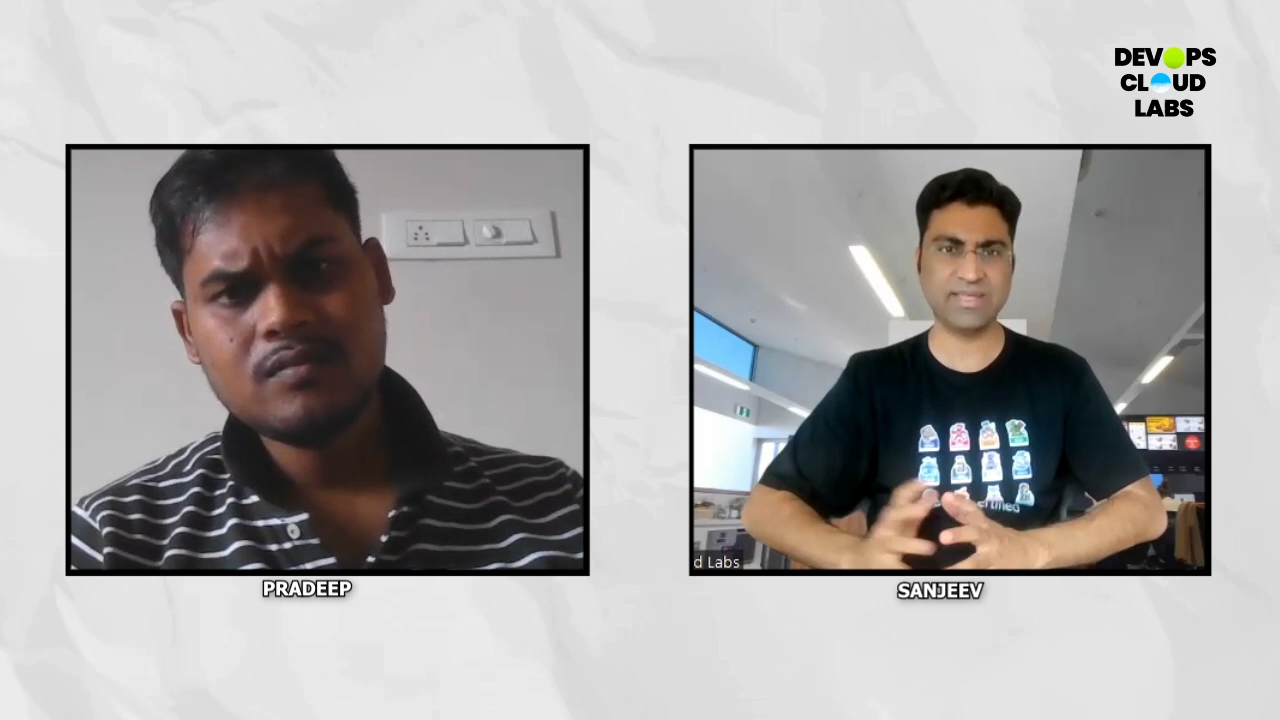 DEVOPS
CLOUD
LABS
d Labs
PRADEEP
SANJEEV